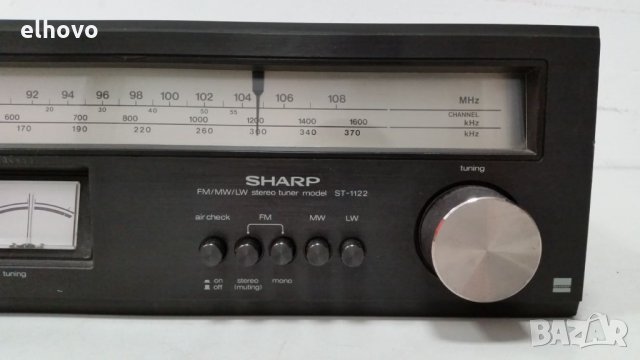 elhovo
92 94 96 98 100 102 104 106 108 MHz
20 30 40 50 55 CHANNEL
600 700 800 1000 1200 1400 1600 kHz
170 190 220 260 300 340 370 kHz
tuning
SHARP
FM/MW/LW stereo tuner model ST-1122
air check FM MW LW
on
off
stereo (muting)
mono
tuning
BAZAR